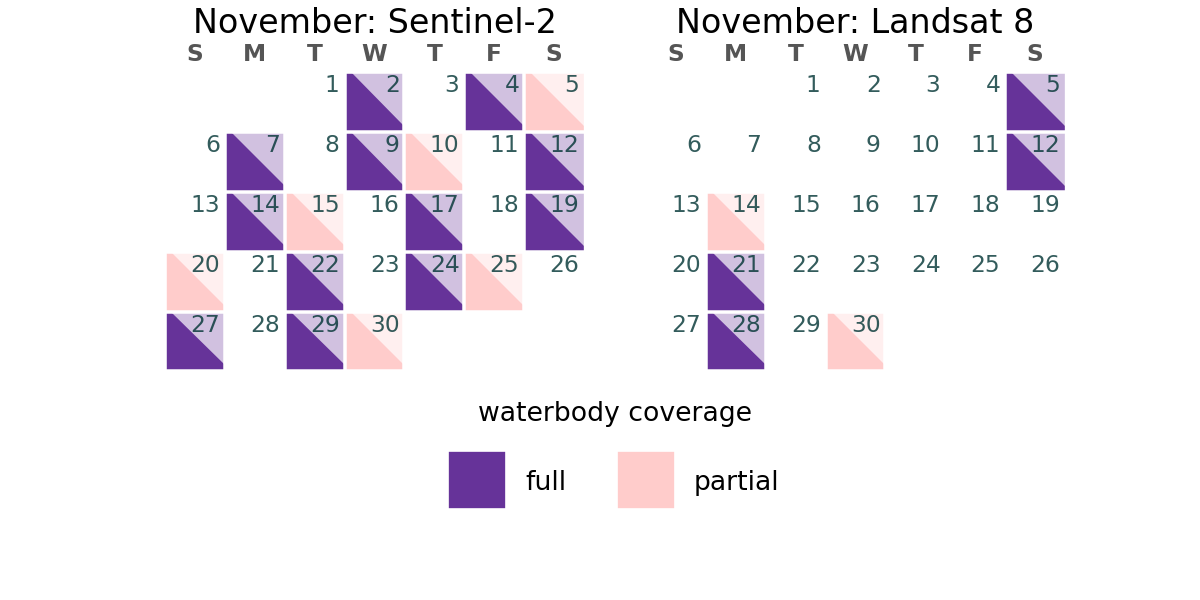 November: Sentinel-2
S M T W T F S
1 2 3 4 5
6 7 8 9 10 11 12
13 14 15 16 17 18 19
20 21 22 23 24 25 26
27 28 29 30
November: Landsat 8
S M T W T F S
1 2 3 4 5
6 7 8 9 10 11 12
13 14 15 16 17 18 19
20 21 22 23 24 25 26
27 28 29 30
waterbody coverage
full
partial